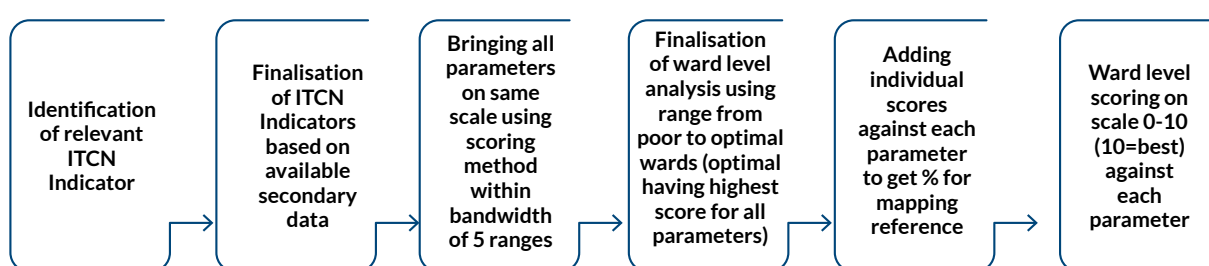 Identification
of relevant
ITCN
Indicator
Finalisation
of ITCN
Indicators
based on
available
secondary
data
Bringing all
parameters
on same
scale using
scoring
method
within
bandwidth
of 5 ranges
Finalisation
of ward level
analysis using
range from
poor to optimal
wards (optimal
having highest
score for all
parameters)
Adding
individual
scores
against each
parameter
to get % for
mapping
reference
Ward level
scoring on
scale 0-10
(10=best)
against
each
parameter